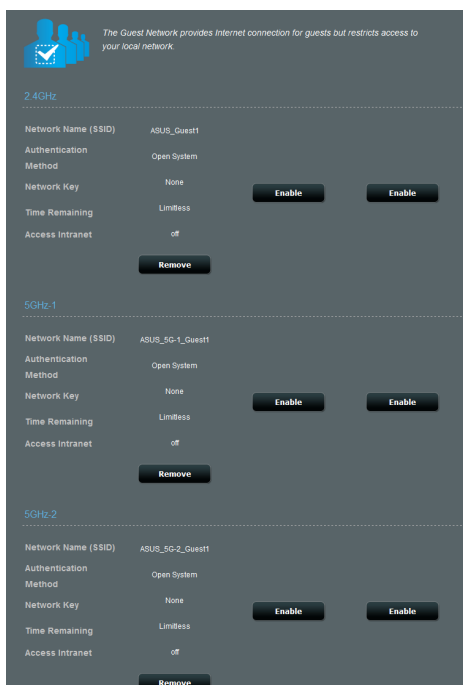 The Guest Network provides Internet connection for guests but restricts access to
your local network.
2.4GHz
Network Name (SSID) ASUS_Guest1
Authentication
Method Open System
Network Key None
Enable Enable
Time Remaining Limitless
Access Intranet off
Remove
5GHz-1
Network Name (SSID) ASUS_5G-1_Guest1
Authentication
Method Open System
Network Key None
Enable Enable
Time Remaining Limitless
Access Intranet off
Remove
5GHz-2
Network Name (SSID) ASUS_5G-2_Guest1
Authentication
Method Open System
Network Key None
Enable Enable
Time Remaining Limitless
Access Intranet off
Remove